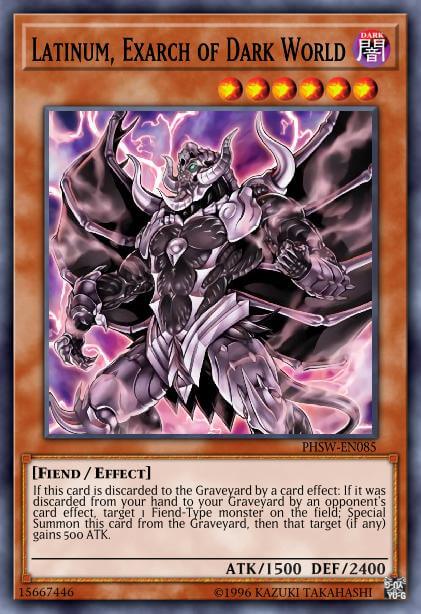 Latinum, Exarch of Dark World
DARK
闇
PHSW-EN085
[Fiend / Effect]
If this card is discarded to the Graveyard by a card effect: If it was
discarded from your hand to your Graveyard by an opponent's
card effect, target 1 Fiend-Type monster on the field; Special
Summon this card from the Graveyard, then that target (if any)
gains 500 ATK.
ATK/1500 DEF/2400
15667446
©1996 KAZUKI TAKAHASHI